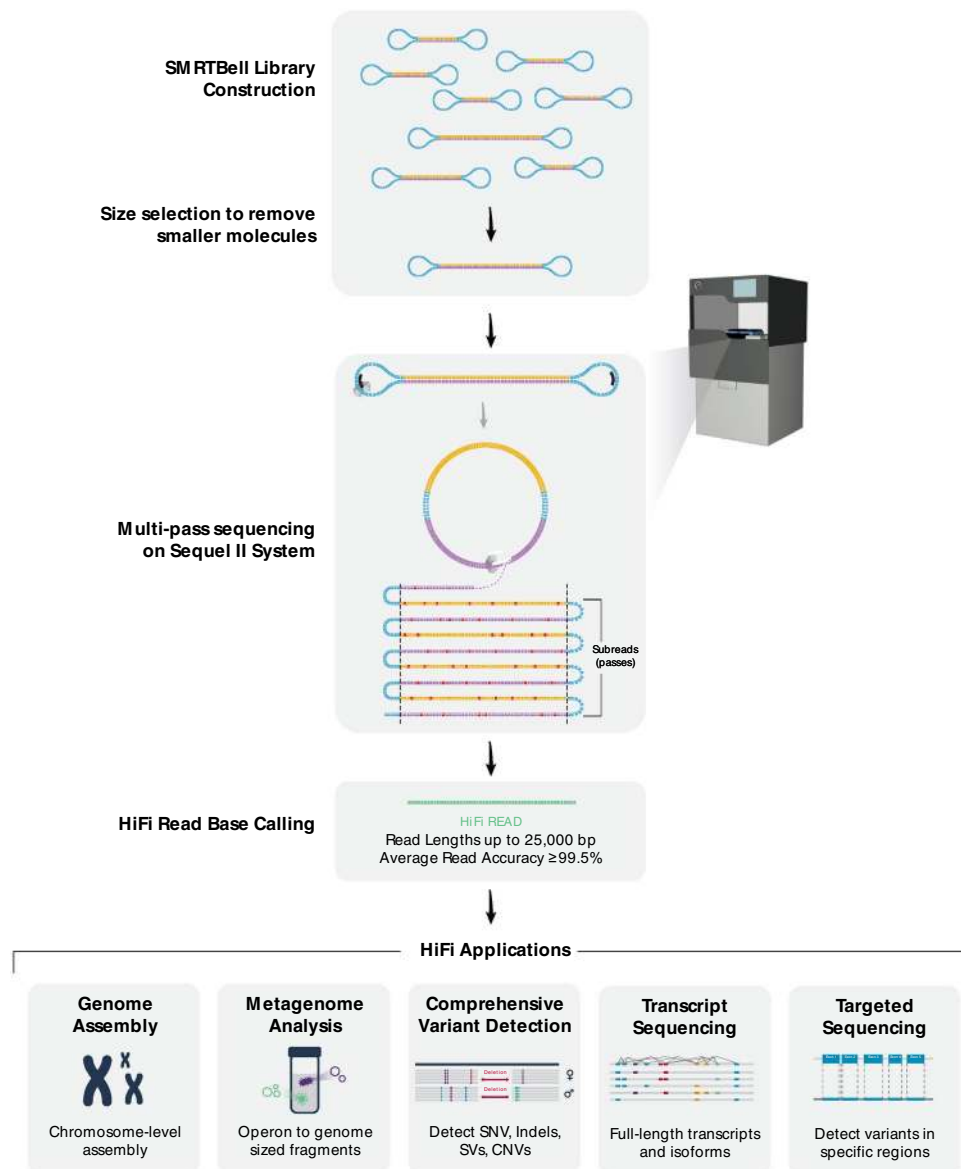 SMRTBell Library
Construction
Size selection to remove
smaller molecules
Multi-pass sequencing
on Sequel II System
Subreads
(passes)
HiFi Read Base Calling
HiFi READ
Read Lengths up to 25,000 bp
Average Read Accuracy ≥99.5%
HiFi Applications
Genome
Assembly
Chromosome-level
assembly
Metagenome
Analysis
Operon to genome
sized fragments
Comprehensive
Variant Detection
Deletion
Deletion
Detect SNV, Indels,
SVs, CNVs
Transcript
Sequencing
Full-length transcripts
and isoforms
Targeted
Sequencing
Detect variants in
specific regions